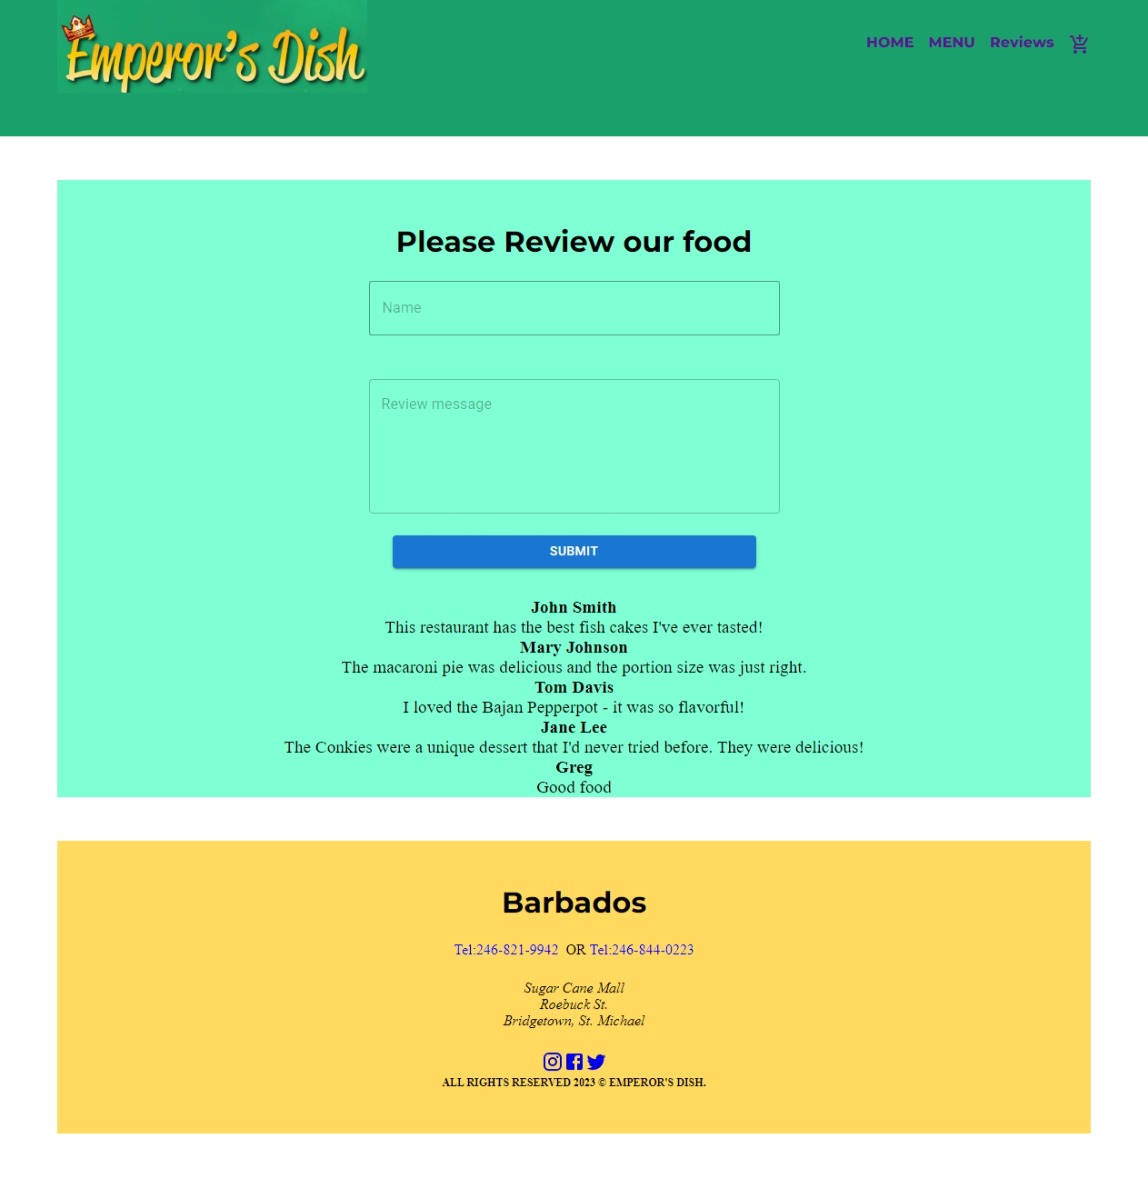 Emperor's Dish
HOME MENU Reviews
Please Review our food
Name
Review message
SUBMIT
John Smith
This restaurant has the best fish cakes I've ever tasted!
Mary Johnson
The macaroni pie was delicious and the portion size was just right.
Tom Davis
I loved the Bajan Pepperpot - it was so flavorful!
Jane Lee
The Conkies were a unique dessert that I'd never tried before. They were delicious!
Greg
Good food
Barbados
Tel:246-821-9942 OR Tel:246-844-0223
Sugar Cane Mall
Roebuck St.
Bridgetown, St. Michael
ALL RIGHTS RESERVED 2023 © EMPEROR'S DISH.